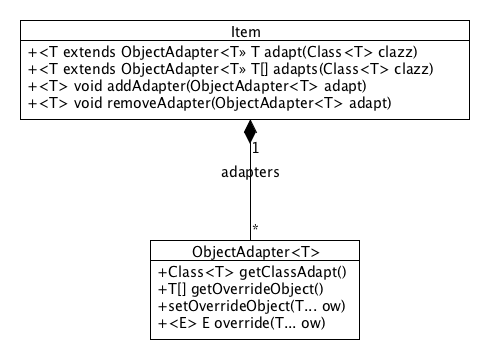 Item
+<T extends ObjectAdapter<T>> T adapt(Class<T> clazz)
+<T extends ObjectAdapter<T>> T[] adapts(Class<T> clazz)
+<T> void addAdapter(ObjectAdapter<T> adapt)
+<T> void removeAdapter(ObjectAdapter<T> adapt)
1
adapters
*
ObjectAdapter<T>
+Class<T> getClassAdapt()
+T[] getOverrideObject()
+setOverrideObject(T... ow)
+<E> E override(T... ow)